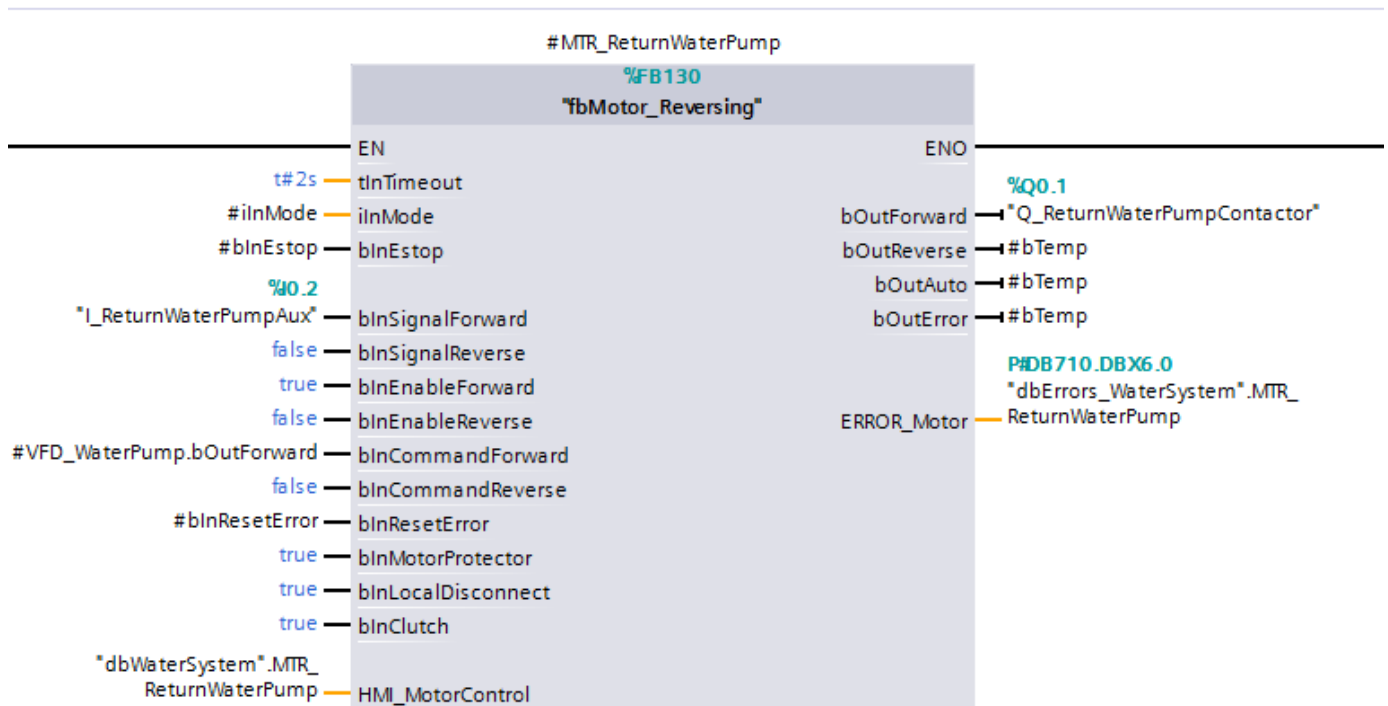 #MTR_ReturnWaterPump
%FB130
"fbMotor_Reversing"
EN ENO
t#2s tInTimeout
%Q0.1
#iInMode iInMode
bOutForward "Q_ReturnWaterPumpContactor"
#bInEstop bInEstop
bOutReverse #bTemp
%I0.2
bOutAuto #bTemp
"I_ReturnWaterPumpAux" bInSignalForward
bOutError #bTemp
false bInSignalReverse
P#DB710.DBX6.0
true bInEnableForward
"dbErrors_WaterSystem".MTR_
false bInEnableReverse
ERROR_Motor ReturnWaterPump
#VFD_WaterPump.bOutForward bInCommandForward
false bInCommandReverse
#bInResetError bInResetError
true bInMotorProtector
true bInLocalDisconnect
true bInClutch
"dbWaterSystem".MTR_
ReturnWaterPump HMI_MotorControl